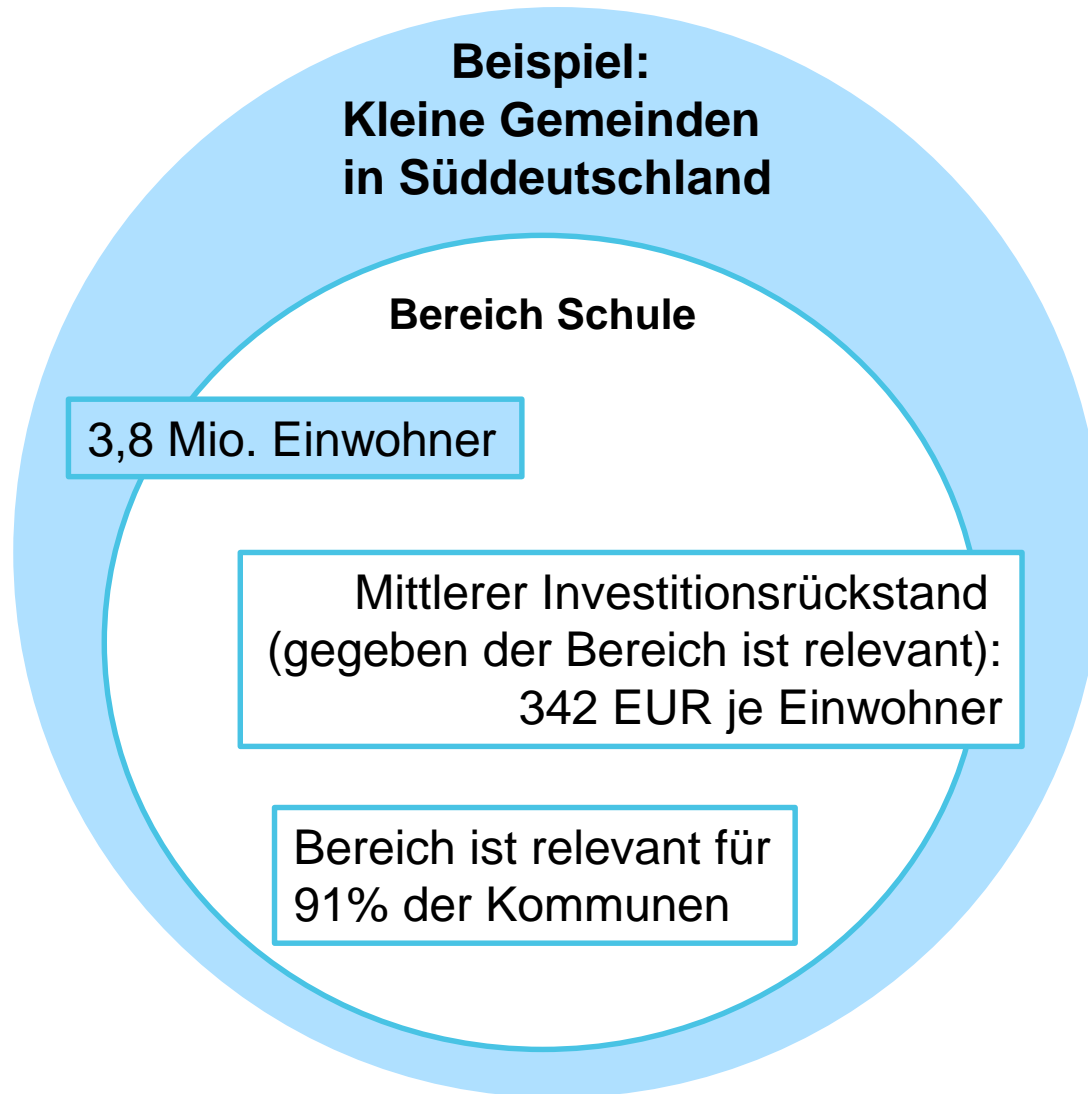 Beispiel:
Kleine Gemeinden
in Süddeutschland
Bereich Schule
3,8 Mio. Einwohner
Mittlerer Investitionsrückstand
(gegeben der Bereich ist relevant):
342 EUR je Einwohner
Bereich ist relevant für
91% der Kommunen